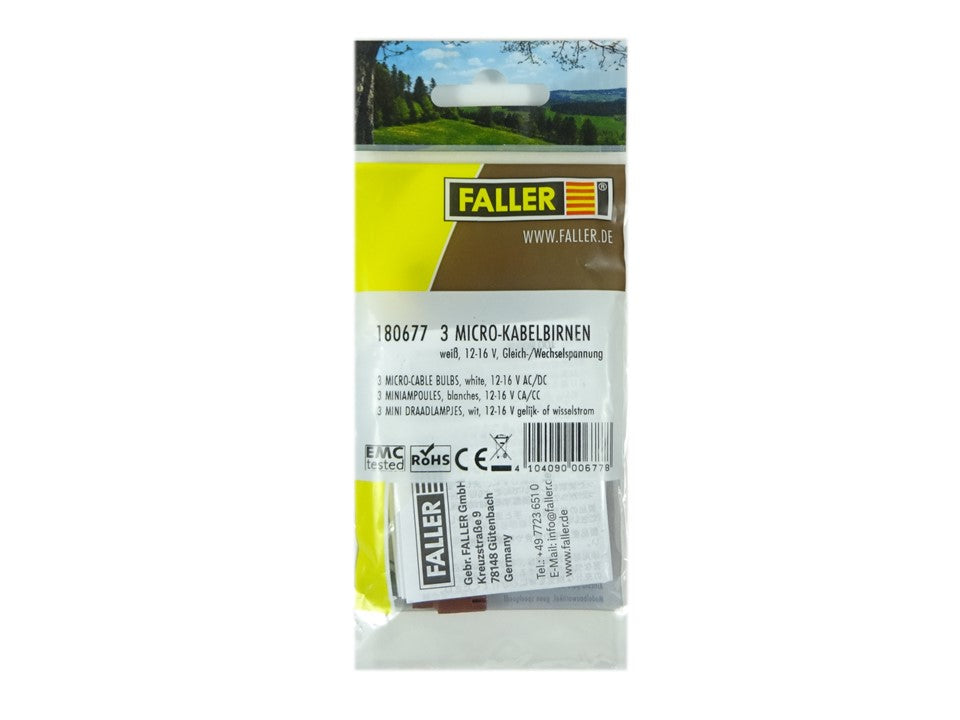 FALLER ®
WWW.FALLER.DE
180677 3 MICRO-KABELBIRNEN
weiß, 12-16 V, Gleich-/Wechselspannung
3 MICRO-CABLE BULBS, white, 12-16 V AC/DC
3 MINIAMPOULES, blanches, 12-16 V CA/CC
3 MINI DRAADLAMPJES, wit, 12-16 V gelijk- of wisselstrom
EMC
tested
RoHS
CE
4 104090 006778
FALLER
Gebr. FALLER GmbH
Kreuzstraße 9
78148 Gütenbach
Germany
Tel.: +49 7723 651 0
E-Mail: info@faller.de
www.faller.de